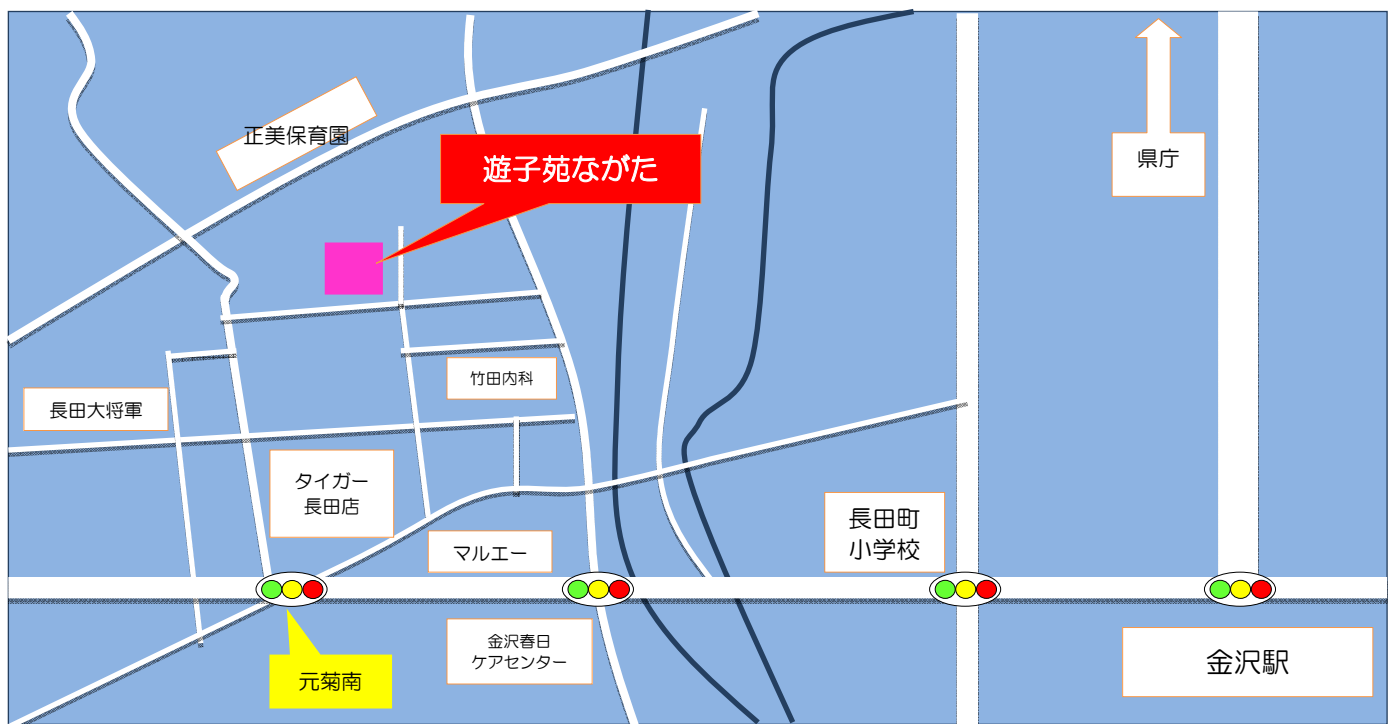 正美保育園
県庁
遊子苑ながた
竹田内科
長田大将軍
タイガー
長田店
長田町
小学校
マルエー
金沢春日
ケアセンター
金沢駅
元菊南